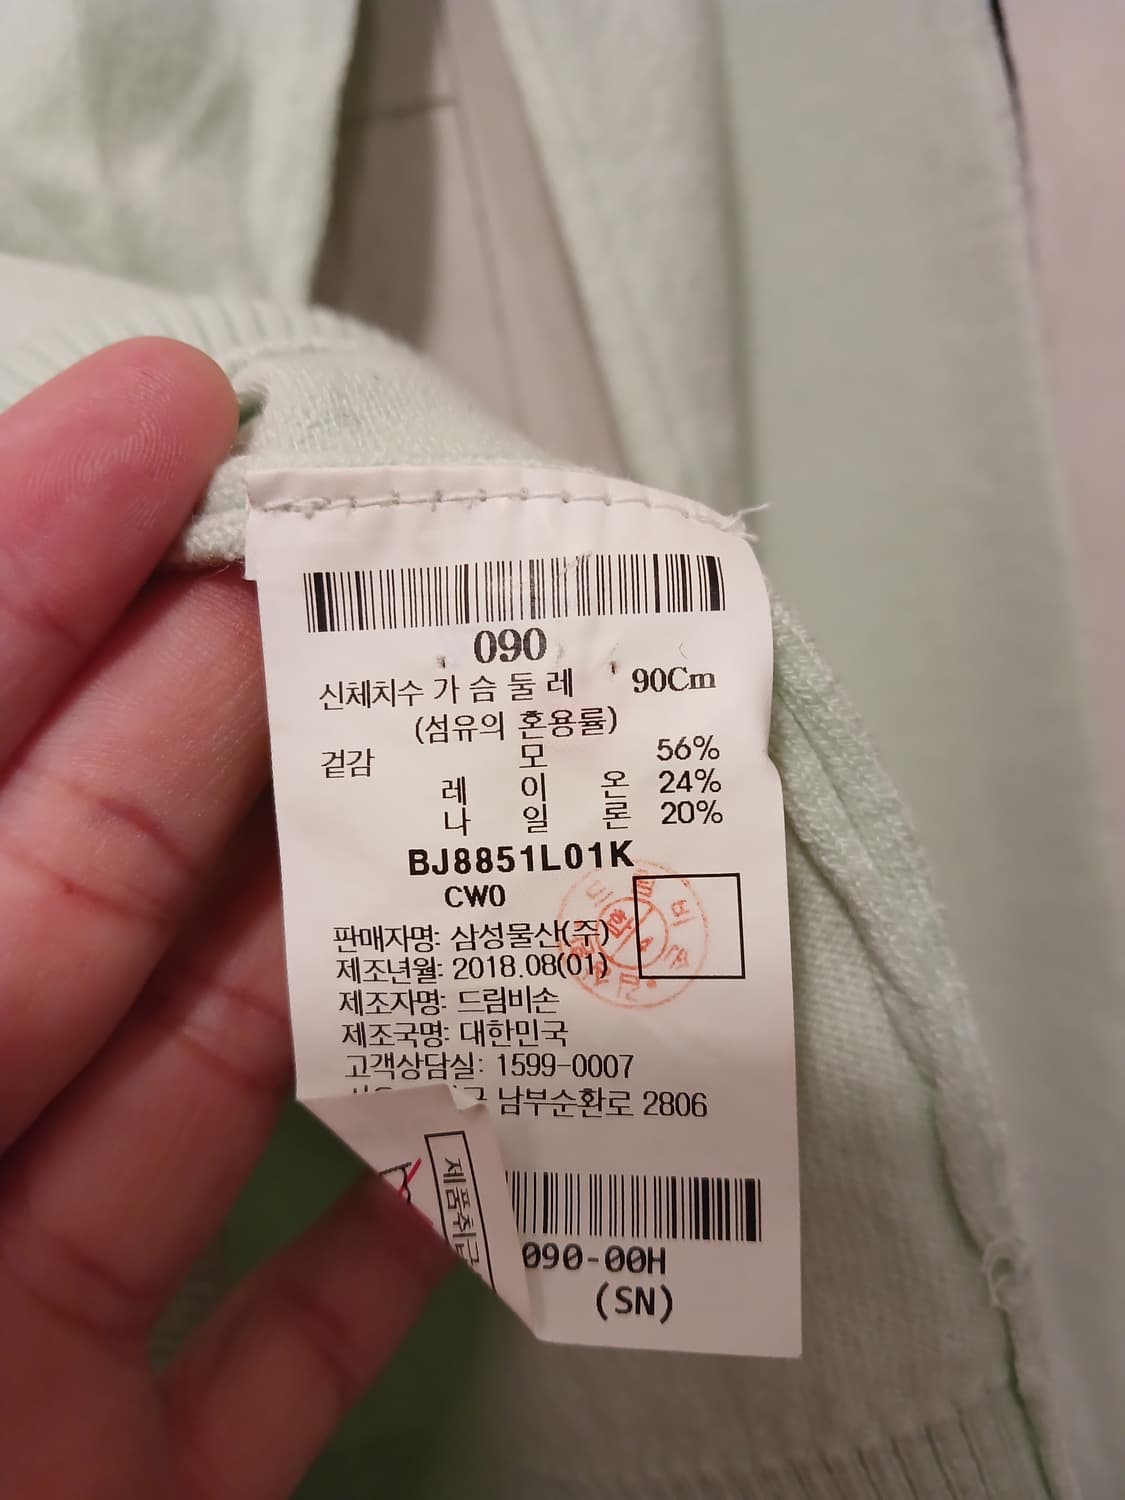 090
신체치수 가 슴 둘 레 90Cm
(섬유의 혼용률)
겉감 모 56%
레 이 온 24%
나 일 론 20%
BJ8851L01K
CW0
판매자명: 삼성물산(주)
제조년월: 2018.08(01)
제조자명: 드림비손
제조국명: 대한민국
고객상담실: 1599-0007
남부순환로 2806
제품취급
090-00H
(SN)